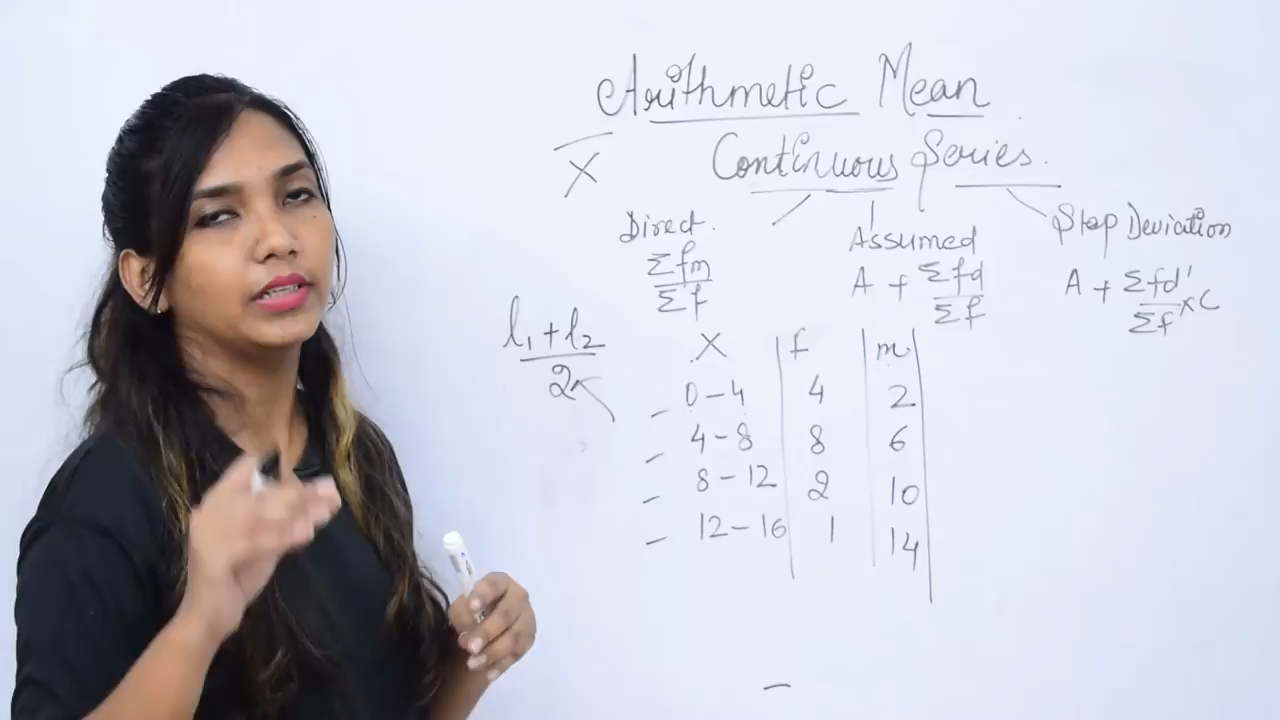 Arithmetic Mean
X̅ Continuous Series.
Direct. Assumed Step Deviation
Σfm/Σf A + Σfd/Σf A + Σfd'/Σf × C
l₁+l₂/2
X f m
0-4 4 2
4-8 8 6
8-12 2 10
12-16 1 14